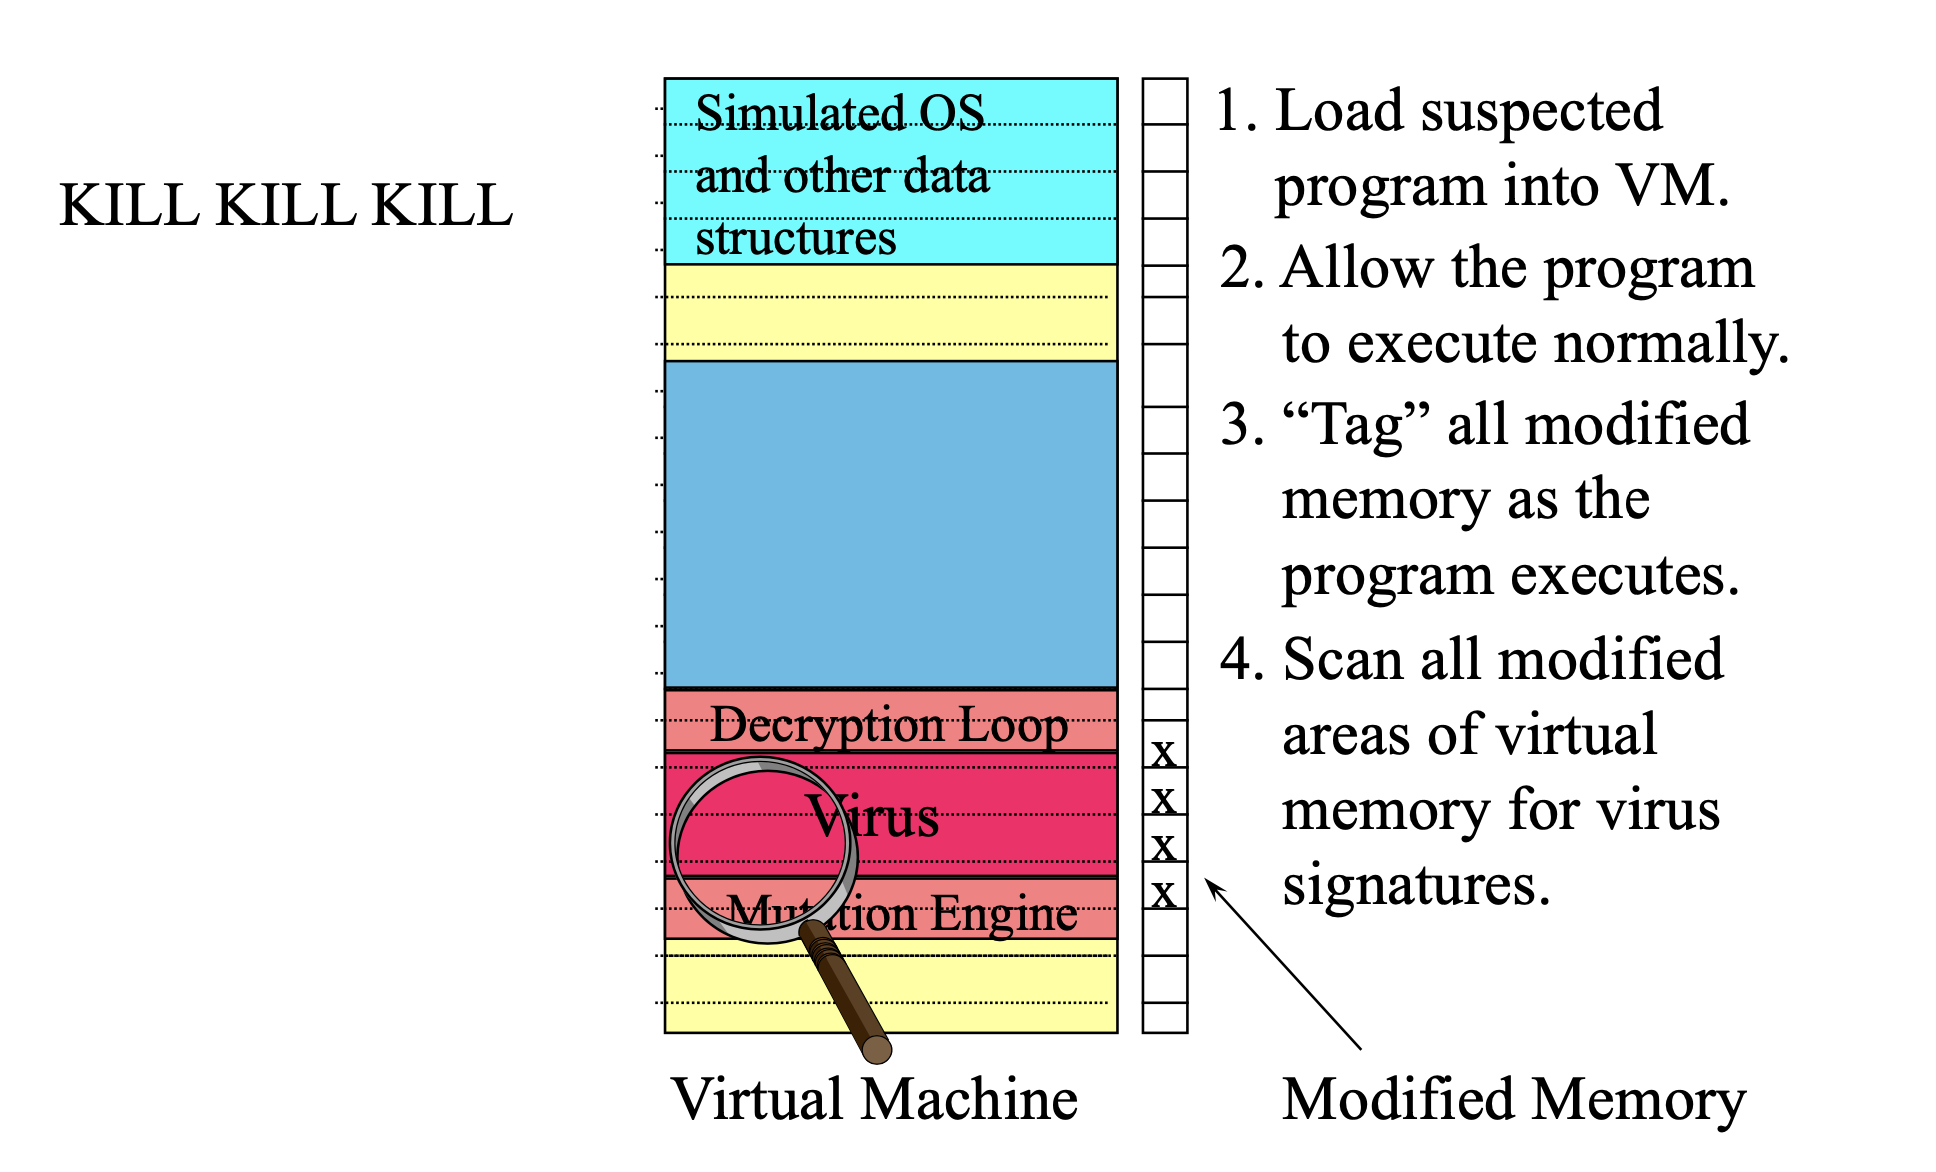 KILL KILL KILL
Simulated OS
and other data
structures
Decryption Loop
Virus
Mutation Engine
Virtual Machine
x
x
x
x
1. Load suspected
program into VM.
2. Allow the program
to execute normally.
3. “Tag” all modified
memory as the
program executes.
4. Scan all modified
areas of virtual
memory for virus
signatures.
Modified Memory